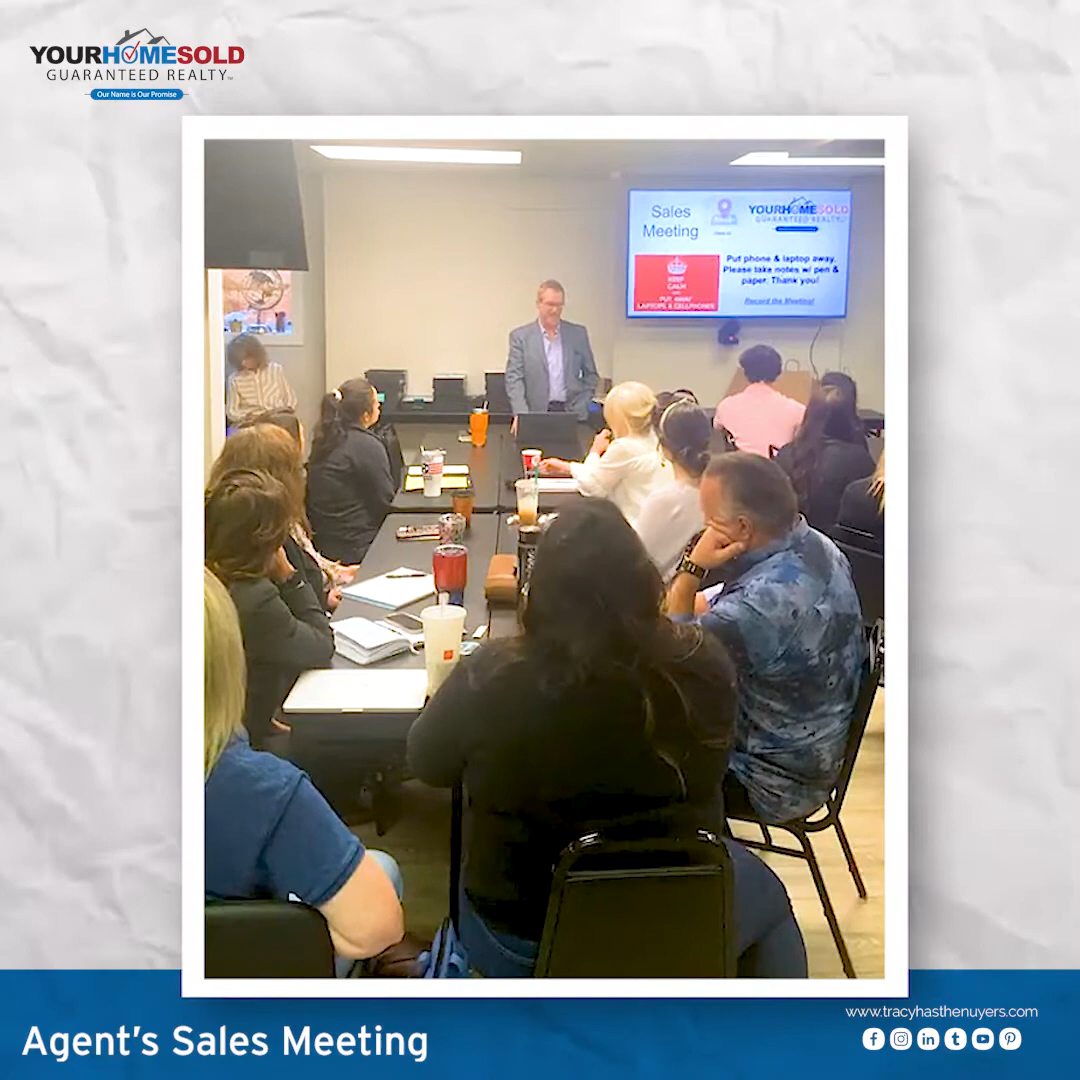 YOURHOMESOLD
GUARANTEED REALTY
Our Name is Our Promise
Sales
Meeting
YOURHOMESOLD
GUARANTEED REALTY
Put phone & laptop away.
Please take notes w/ pen &
paper. Thank you!
KEEP
CALM
PUT AWAY
LAPTOPS & CELLPHONES
Record the Meeting!
www.tracyhasthenuyers.com
Agent's Sales Meeting